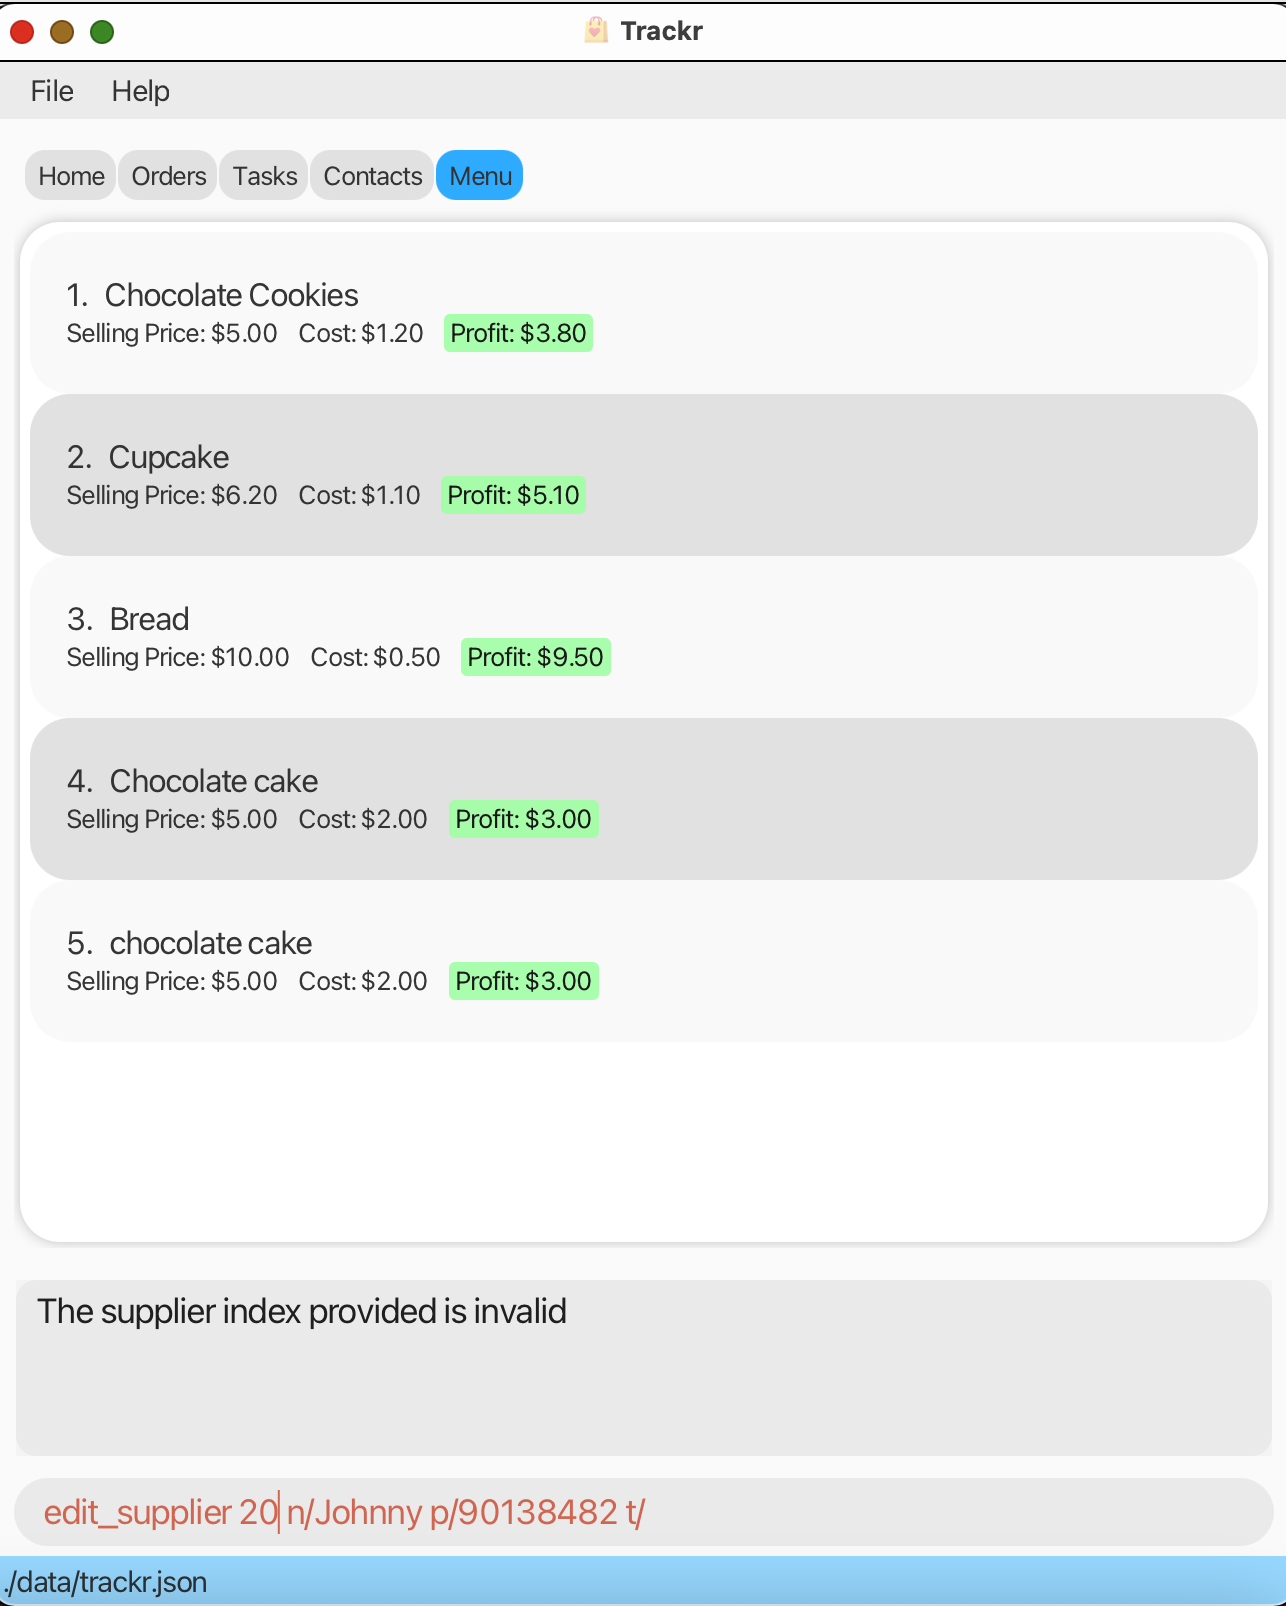 Trackr
File Help
Home Orders Tasks Contacts Menu
1. Chocolate Cookies
Selling Price: $5.00 Cost: $1.20 Profit: $3.80
2. Cupcake
Selling Price: $6.20 Cost: $1.10 Profit: $5.10
3. Bread
Selling Price: $10.00 Cost: $0.50 Profit: $9.50
4. Chocolate cake
Selling Price: $5.00 Cost: $2.00 Profit: $3.00
5. chocolate cake
Selling Price: $5.00 Cost: $2.00 Profit: $3.00
The supplier index provided is invalid
edit_supplier 20 n/Johnny p/90138482 t/
./data/trackr.json